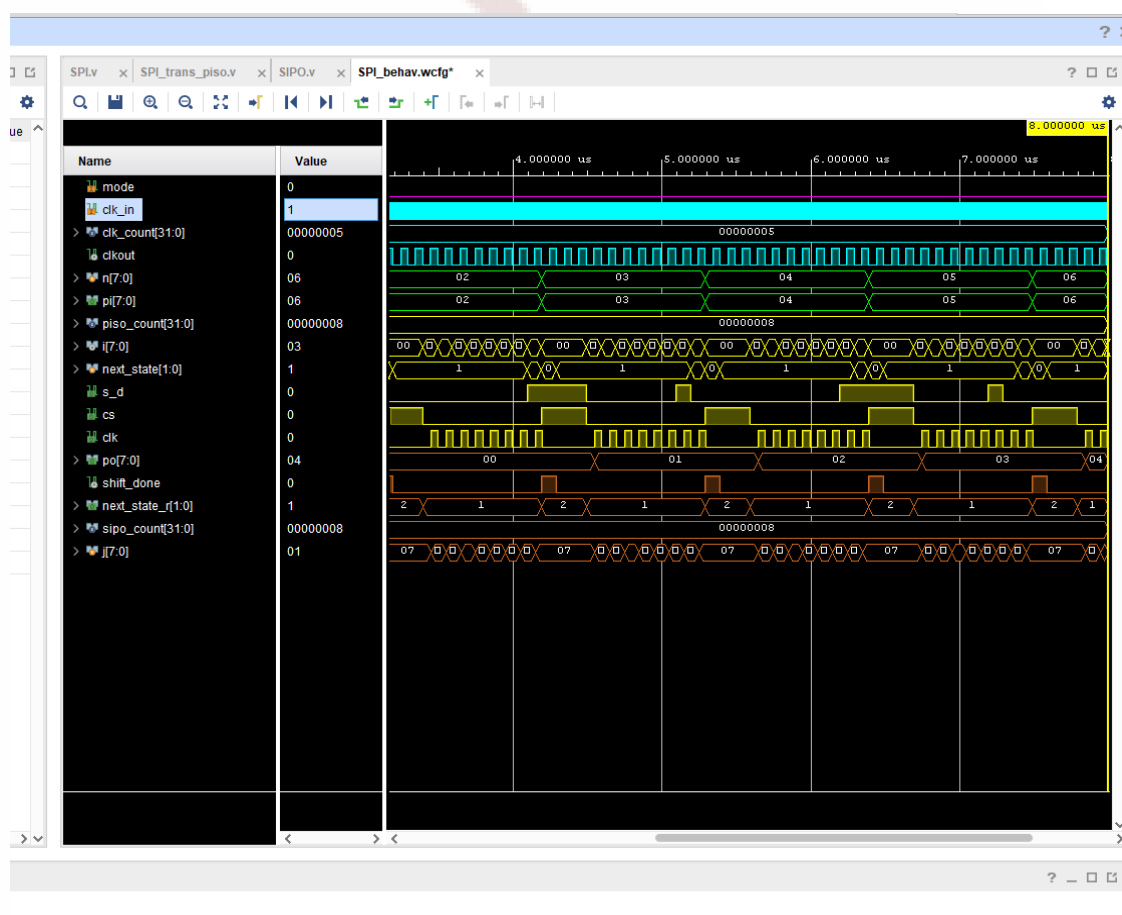 SPI.v × SPI_trans_piso.v × SIPO.v × SPI_behav.wcfg* ×
ue
8.000000 us
Name Value
4.000000 us 5.000000 us 6.000000 us 7.000000 us
mode 0
clk_in 1
clk_count[31:0] 00000005 00000005
clkout 0
n[7:0] 06 02 03 04 05 06
pi[7:0] 06 02 03 04 05 06
piso_count[31:0] 00000008 00000008
i[7:0] 03 00 00 00 00 00
next_state[1:0] 1 1 0 1 0 1 0 1 0 1
s_d 0
cs 0
clk 0
po[7:0] 04 00 01 02 03 04
shift_done 0
next_state_r[1:0] 1 2 1 2 1 2 1 2 1 2 1
sipo_count[31:0] 00000008 00000008
j[7:0] 01 07 07 07 07 07